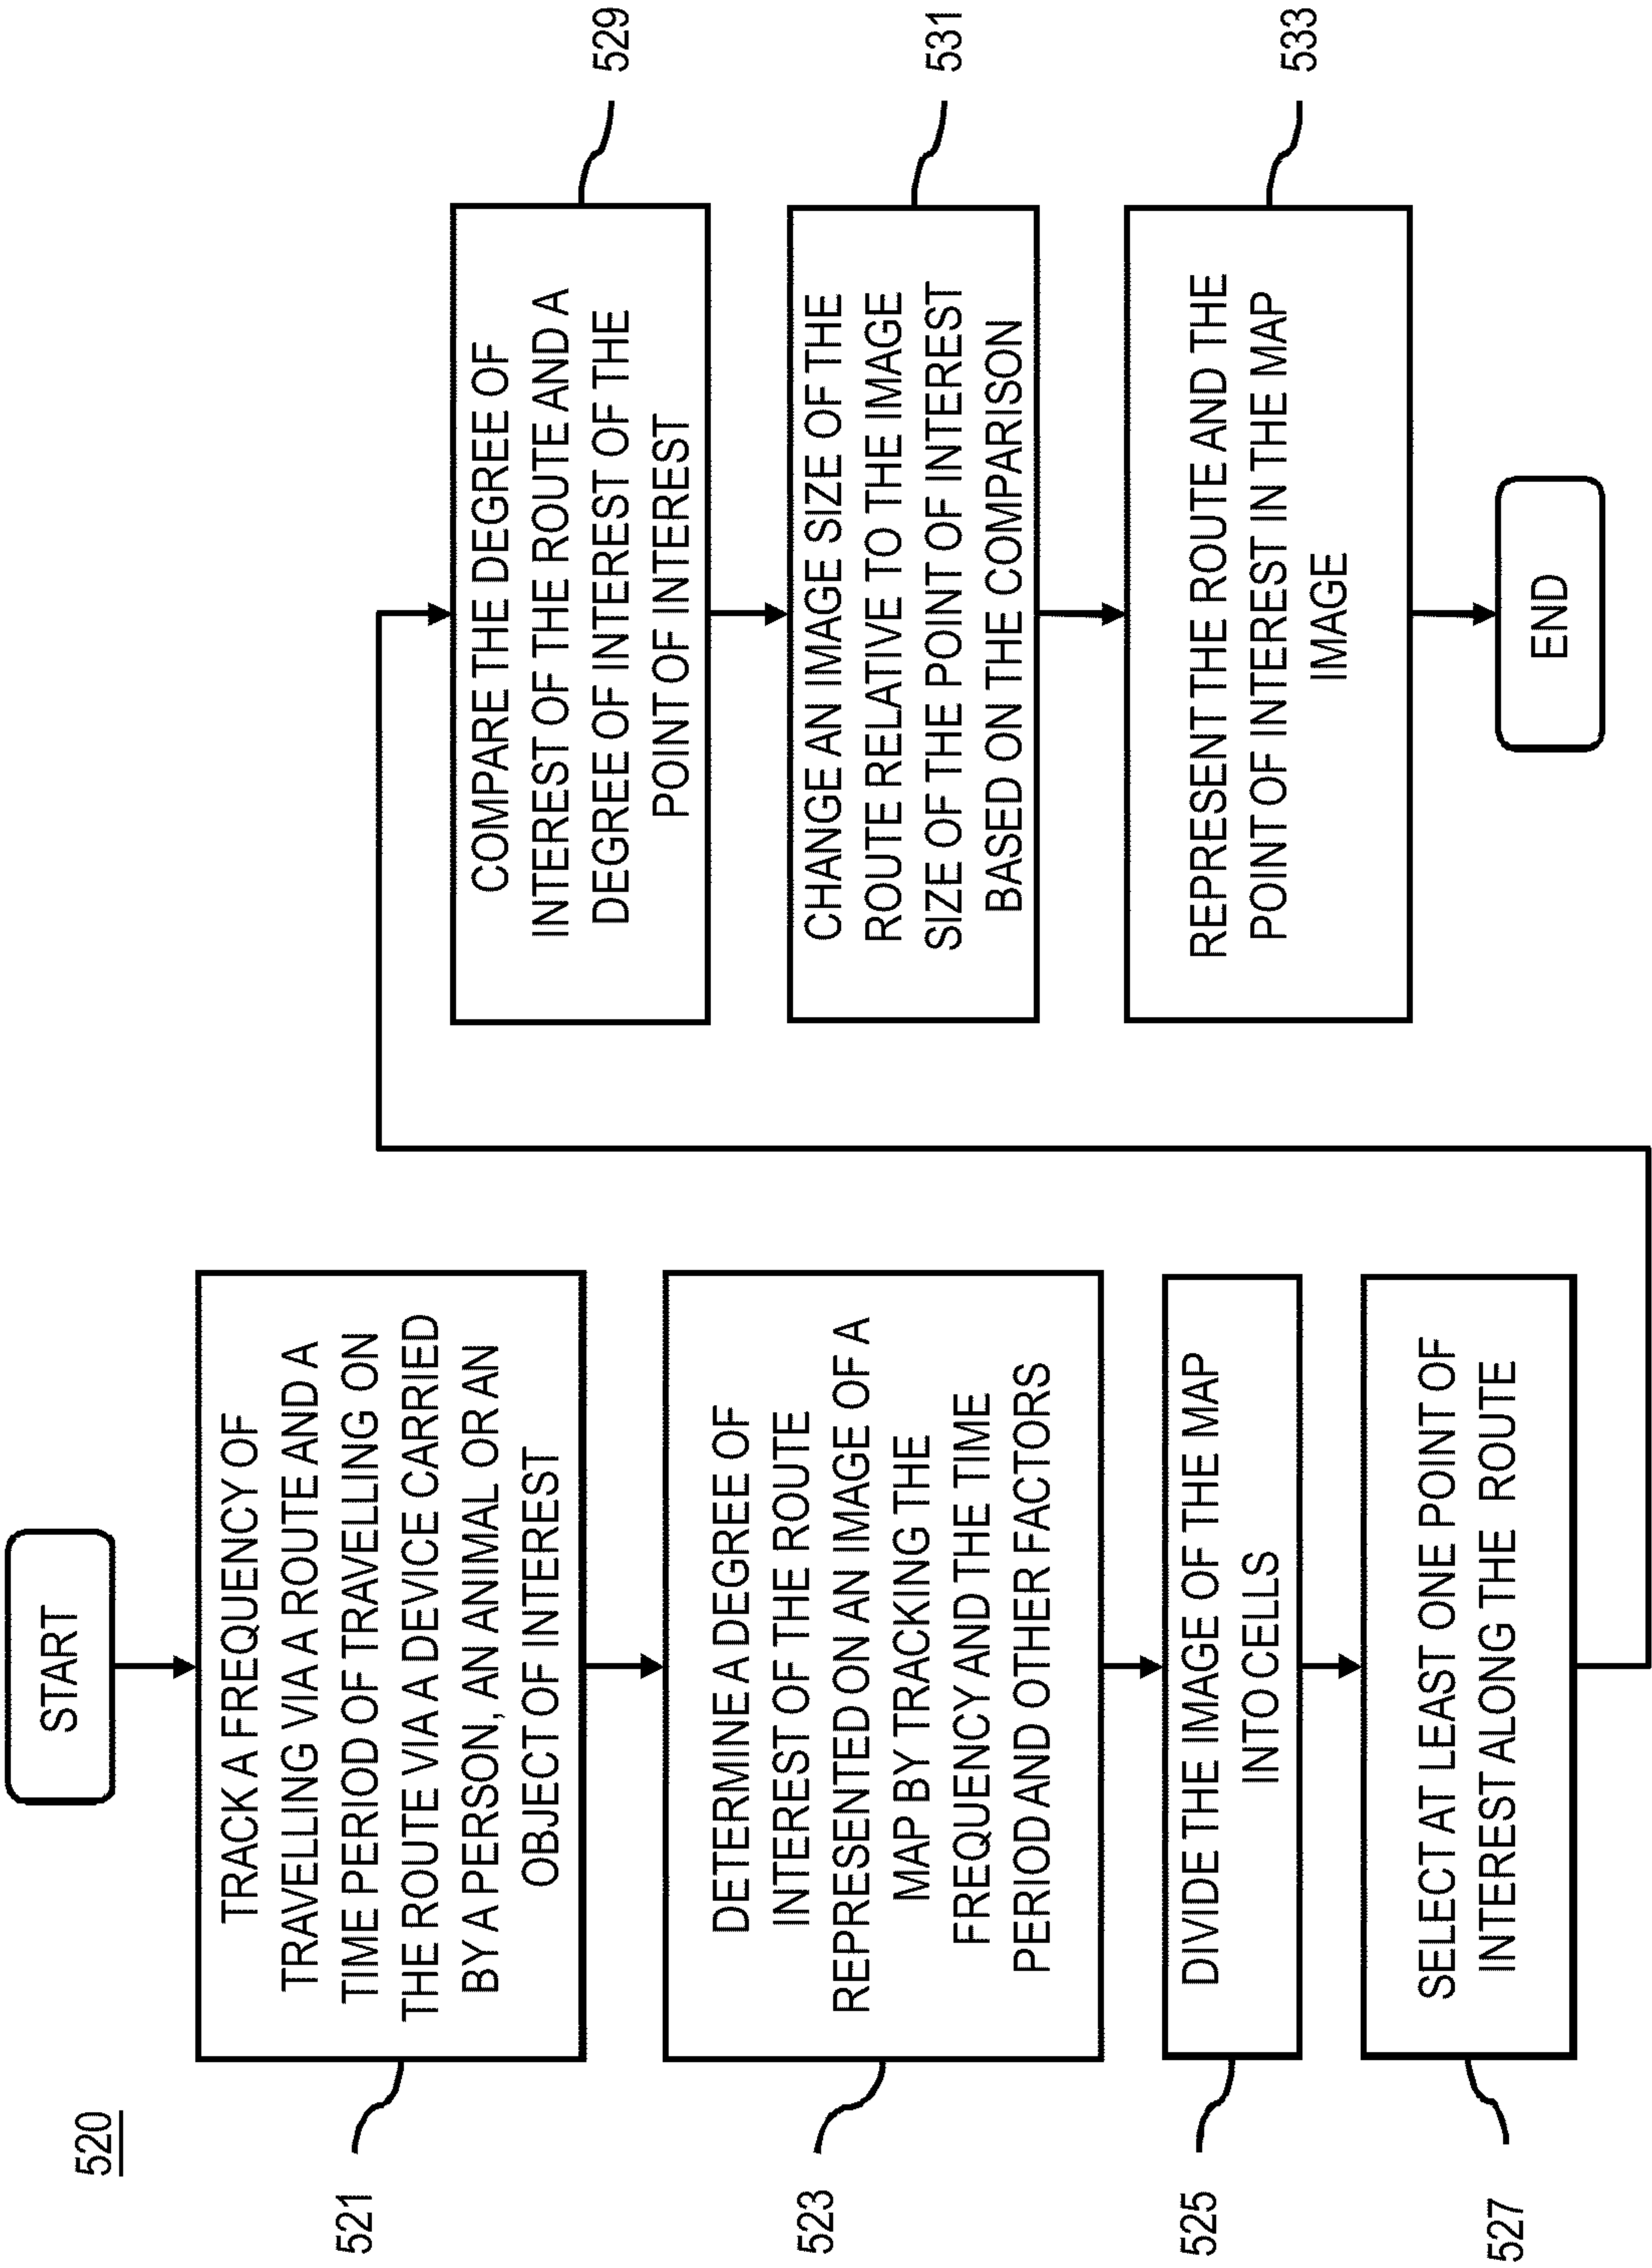 520
START
TRACK A FREQUENCY OF
TRAVELLING VIA A ROUTE AND A
TIME PERIOD OF TRAVELLING ON
THE ROUTE VIA A DEVICE CARRIED
BY A PERSON, AN ANIMAL OR AN
OBJECT OF INTEREST
521
DETERMINE A DEGREE OF
INTEREST OF THE ROUTE
REPRESENTED ON AN IMAGE OF A
MAP BY TRACKING THE
FREQUENCY AND THE TIME
PERIOD AND OTHER FACTORS
523
DIVIDE THE IMAGE OF THE MAP
INTO CELLS
525
SELECT AT LEAST ONE POINT OF
INTEREST ALONG THE ROUTE
527
COMPARE THE DEGREE OF
INTEREST OF THE ROUTE AND A
DEGREE OF INTEREST OF THE
POINT OF INTEREST
529
CHANGE AN IMAGE SIZE OF THE
ROUTE RELATIVE TO THE IMAGE
SIZE OF THE POINT OF INTEREST
BASED ON THE COMPARISON
531
REPRESENT THE ROUTE AND THE
POINT OF INTEREST IN THE MAP
IMAGE
533
END